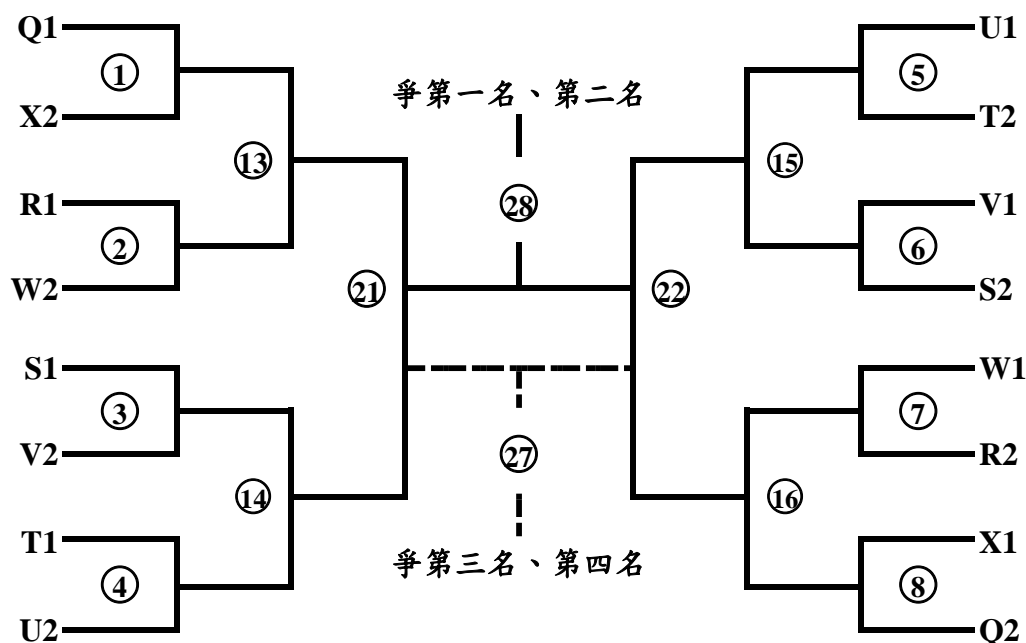 Q1
U1
①
⑤
爭第一名、第二名
X2
T2
⑬
⑮
R1
V1
㉘
②
⑥
W2
S2
㉑
㉒
S1
W1
③
⑦
V2
R2
㉗
⑭
⑯
T1
X1
爭第三名、第四名
④
⑧
U2
Q2